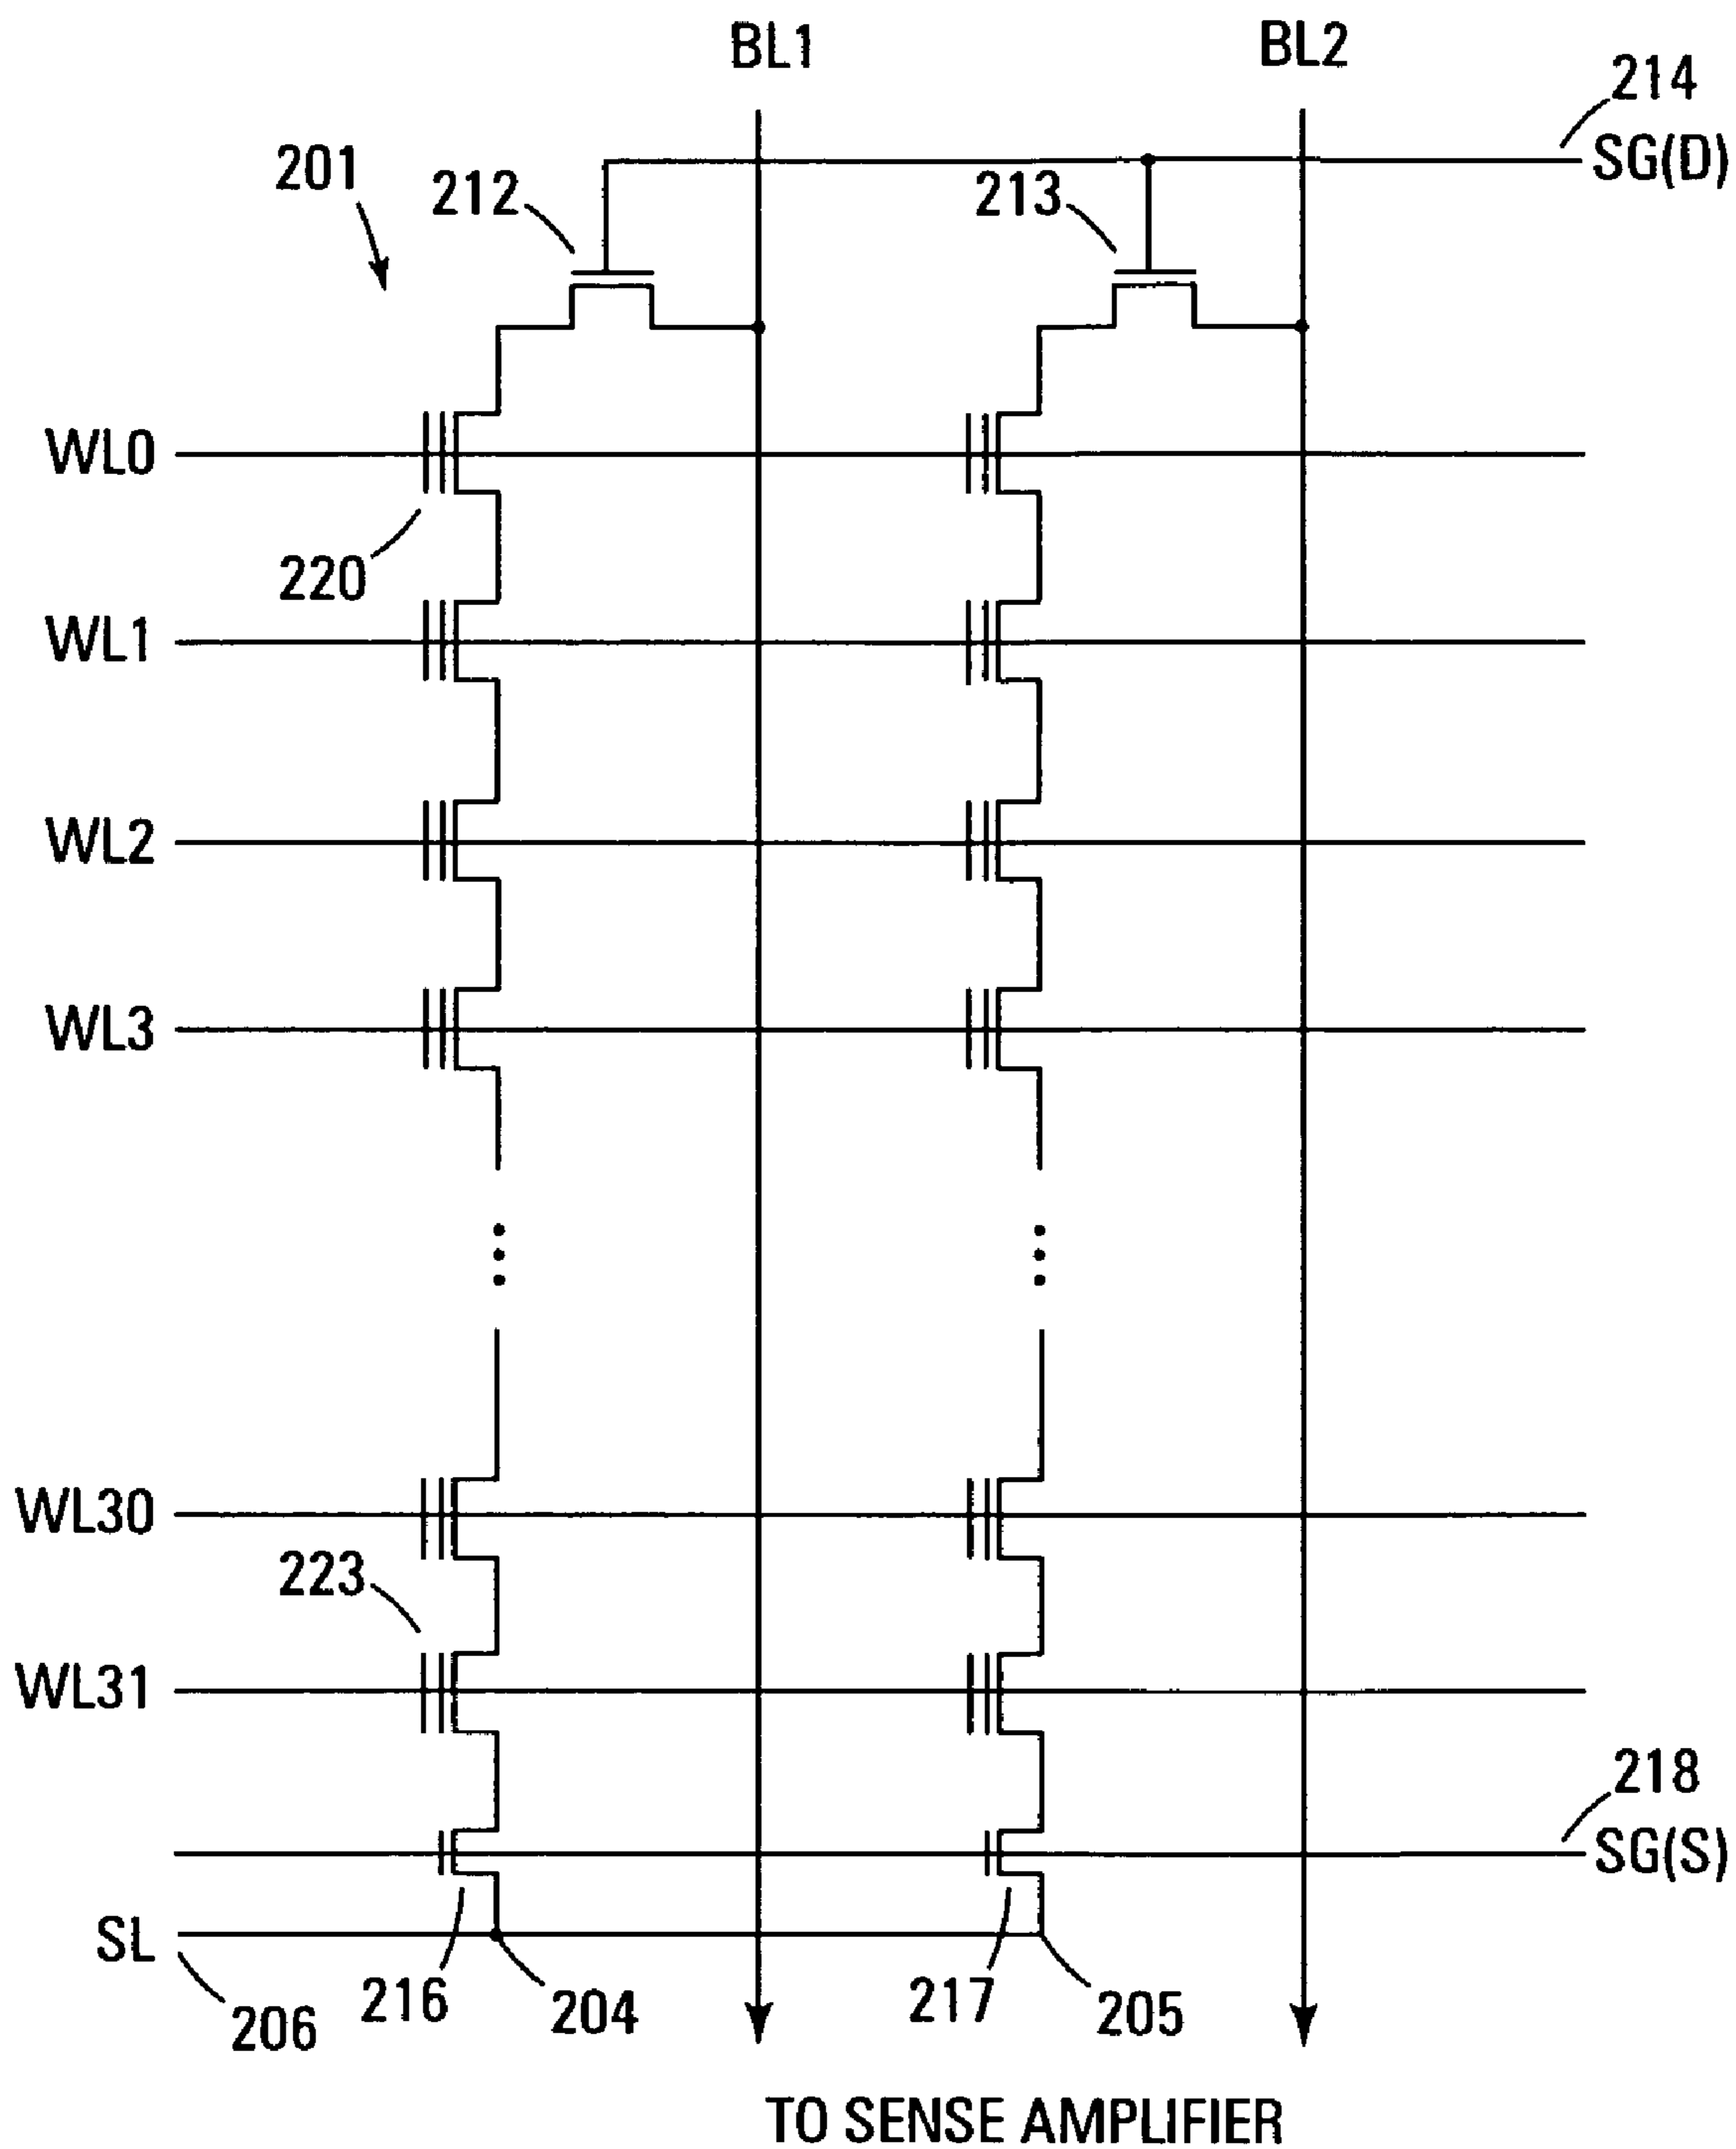 BL1
BL2
214
SG(D)
201
212
213
WL0
220
WL1
WL2
WL3
WL30
223
WL31
218
SG(S)
SL
206
216
204
217
205
TO SENSE AMPLIFIER